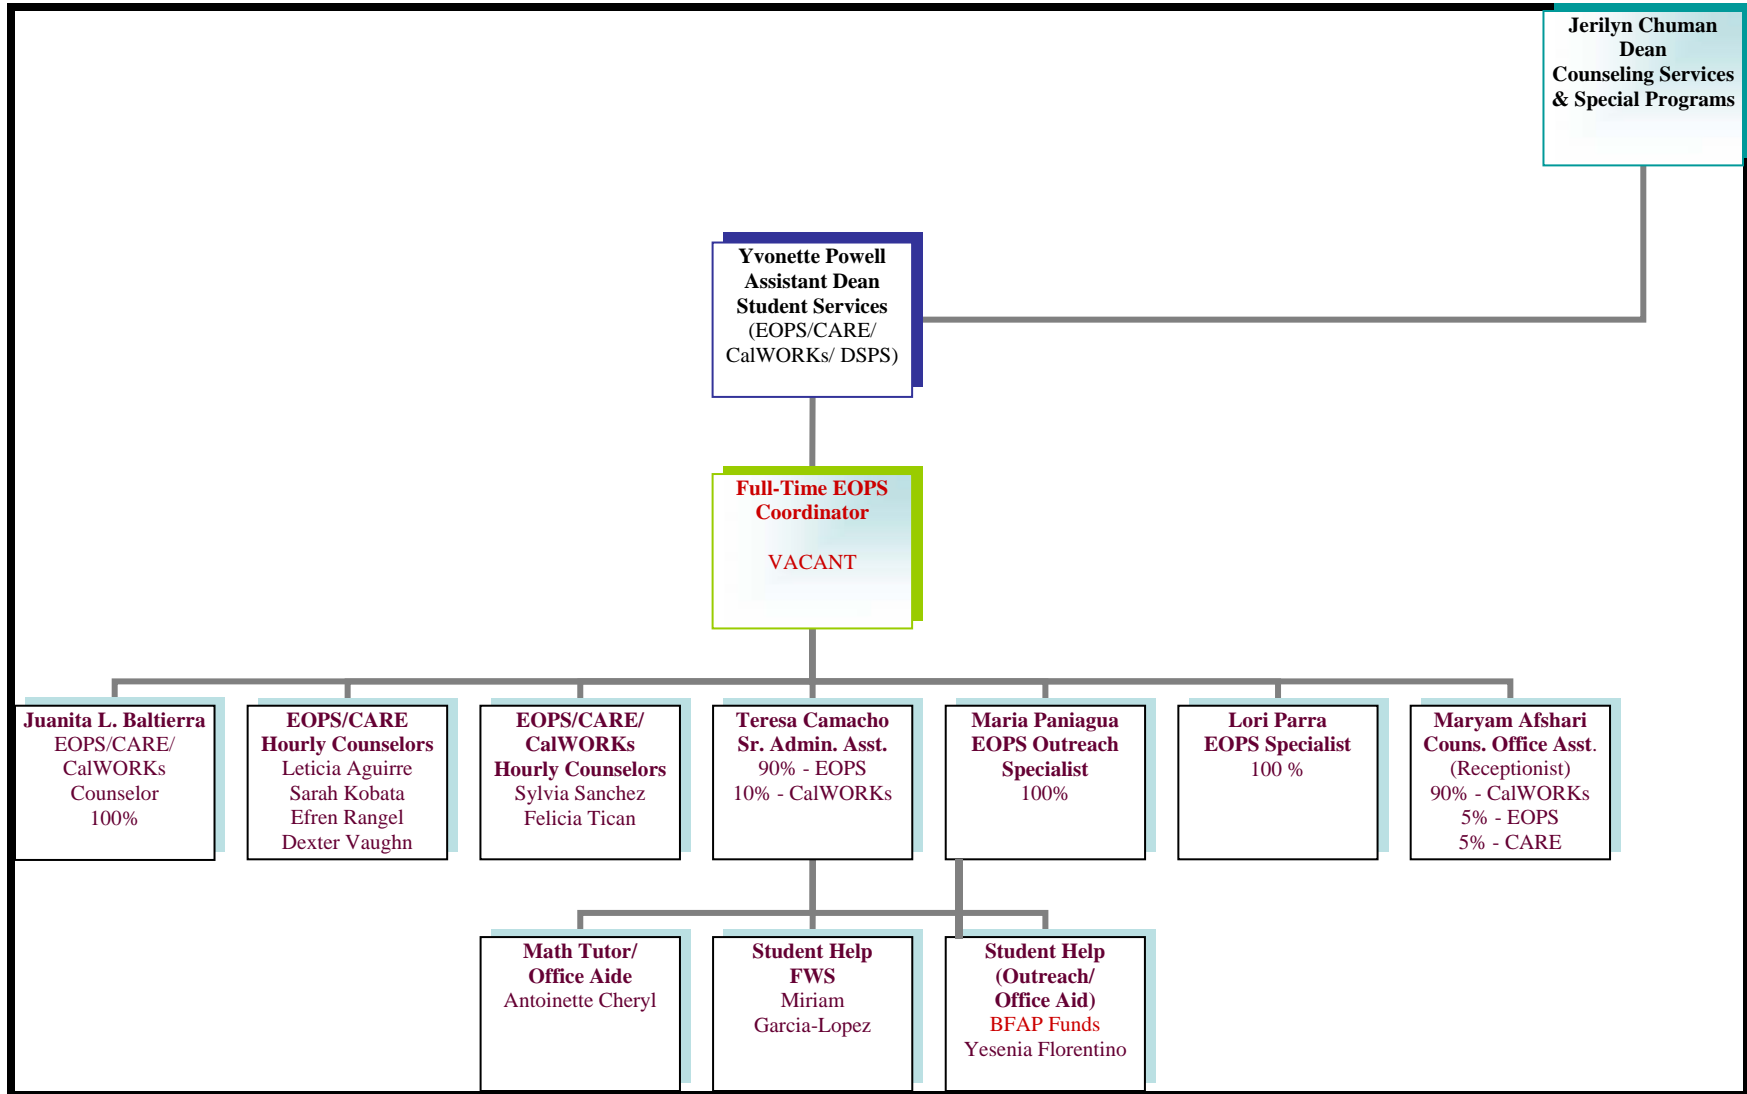 Jerilyn Chuman
Dean
Counseling Services
& Special Programs
Yvonette Powell
Assistant Dean
Student Services
(EOPS/CARE/
CalWORKs/ DSPS)
Full-Time EOPS
Coordinator
VACANT
Juanita L. Baltierra
EOPS/CARE/
CalWORKs
Counselor
100%
EOPS/CARE
Hourly Counselors
Leticia Aguirre
Sarah Kobata
Efren Rangel
Dexter Vaughn
EOPS/CARE/
CalWORKs
Hourly Counselors
Sylvia Sanchez
Felicia Tican
Teresa Camacho
Sr. Admin. Asst.
90% - EOPS
10% - CalWORKs
Maria Paniagua
EOPS Outreach
Specialist
100%
Lori Parra
EOPS Specialist
100 %
Maryam Afshari
Couns. Office Asst.
(Receptionist)
90% - CalWORKs
5% - EOPS
5% - CARE
Math Tutor/
Office Aide
Antoinette Cheryl
Student Help
FWS
Miriam
Garcia-Lopez
Student Help
(Outreach/
Office Aid)
BFAP Funds
Yesenia Florentino